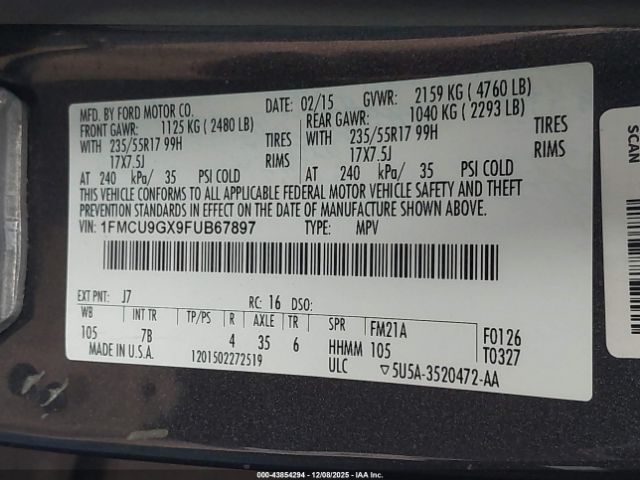 MFD. BY FORD MOTOR CO. DATE: 02/15 GVWR: 2159 KG ( 4760 LB)
FRONT GAWR: 1125 KG ( 2480 LB) REAR GAWR: 1040 KG ( 2293 LB)
WITH 235/55R17 99H TIRES WITH 235/55R17 99H TIRES
17X7.5J RIMS 17X7.5J RIMS
AT 240 kPa/ 35 PSI COLD AT 240 kPa/ 35 PSI COLD
THIS VEHICLE CONFORMS TO ALL APPLICABLE FEDERAL MOTOR VEHICLE SAFETY AND THEFT
PREVENTION STANDARDS IN EFFECT ON THE DATE OF MANUFACTURE SHOWN ABOVE.
VIN: 1FMCU9GX9FUB67897 TYPE: MPV
EXT PNT: J7 RC: 16 DSO:
WB INT TR TP/PS R AXLE TR SPR FM21A F0126
105 7B 4 35 6 HHMM 105 T0327
MADE IN U.S.A. 1201502272519 ULC ▽5U5A-3520472-AA
SCAN
000-43854294 | 12/08/2025 - IAA Inc.